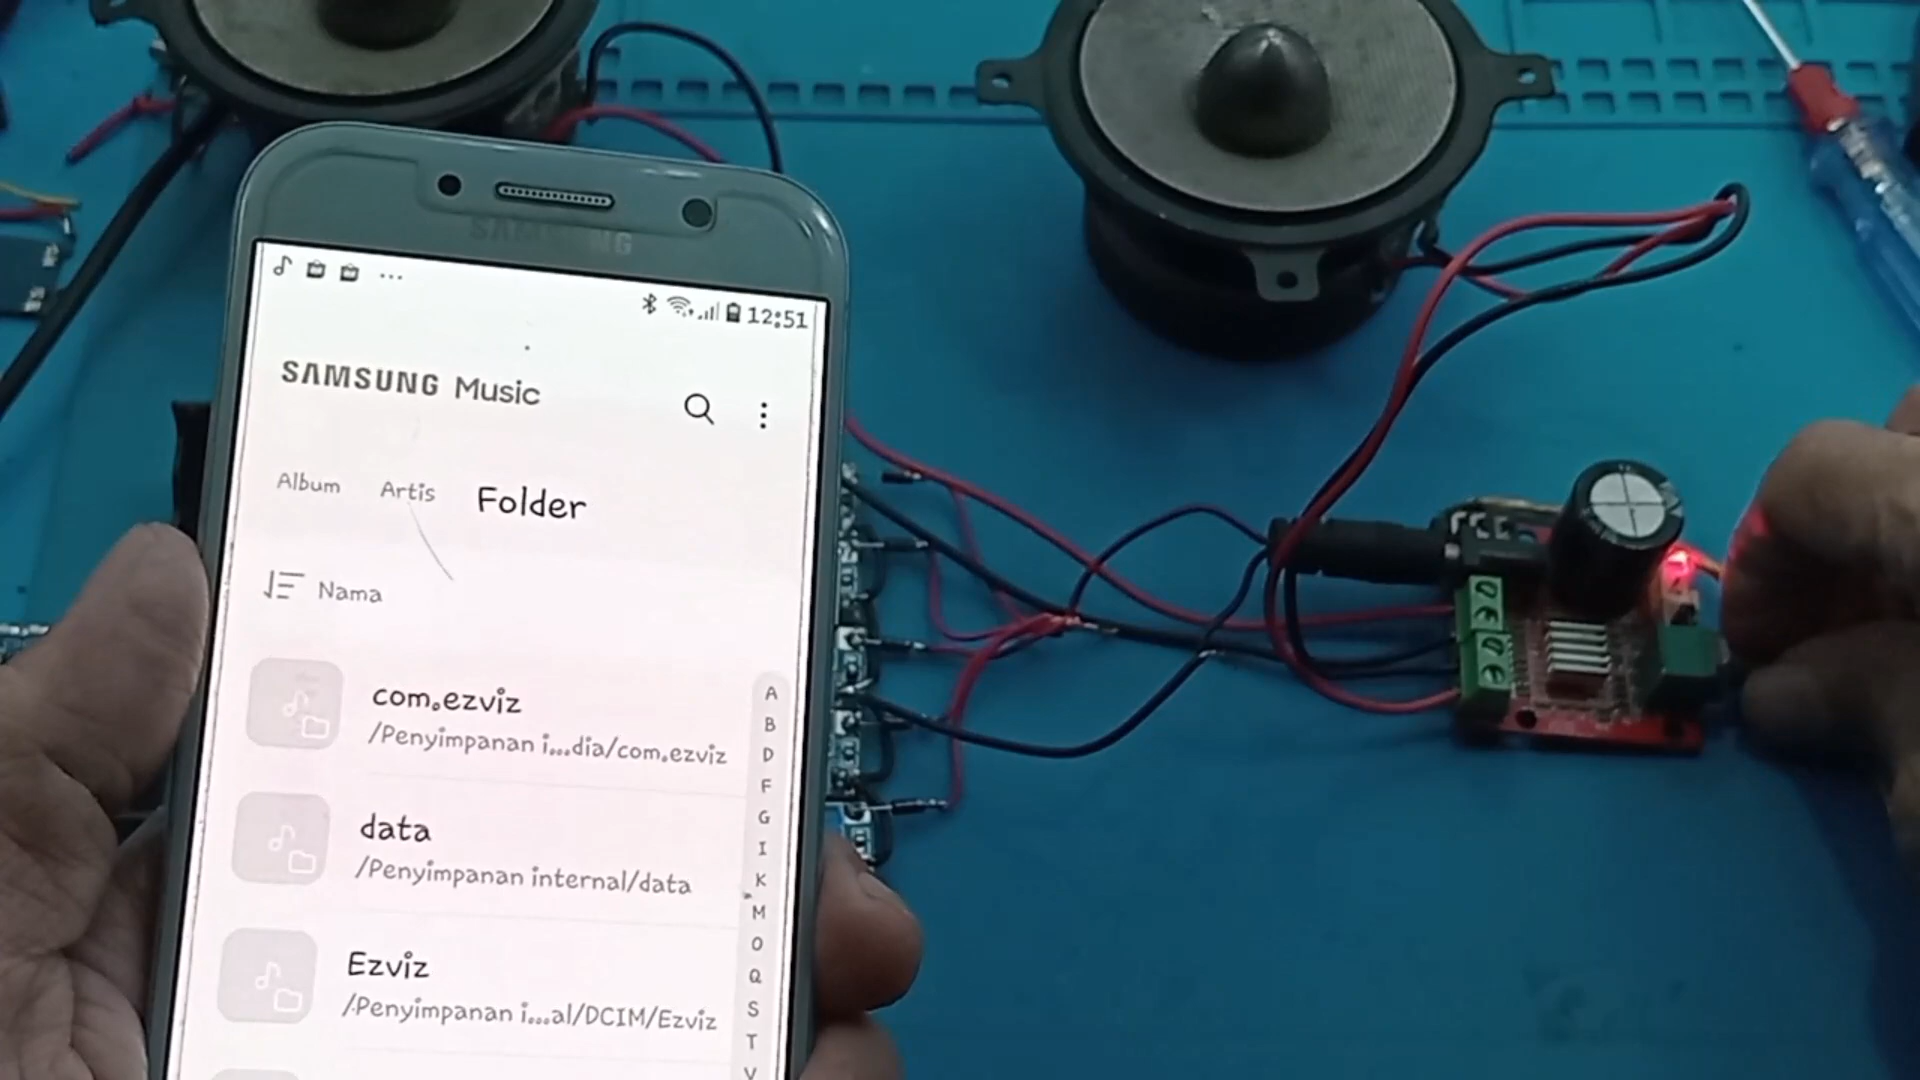 SAMSUNG
12:51
SAMSUNG Music
Album Artis Folder
Nama
com.ezviz
/Penyimpanan i...dia/com.ezviz
data
/Penyimpanan internal/data
Ezviz
/Penyimpanan i...al/DCIM/Ezviz
A
B
D
F
G
I
K
M
O
Q
S
T
V